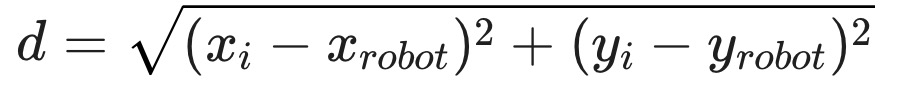 d = √(x_i − x_robot)² + (y_i − y_robot)²